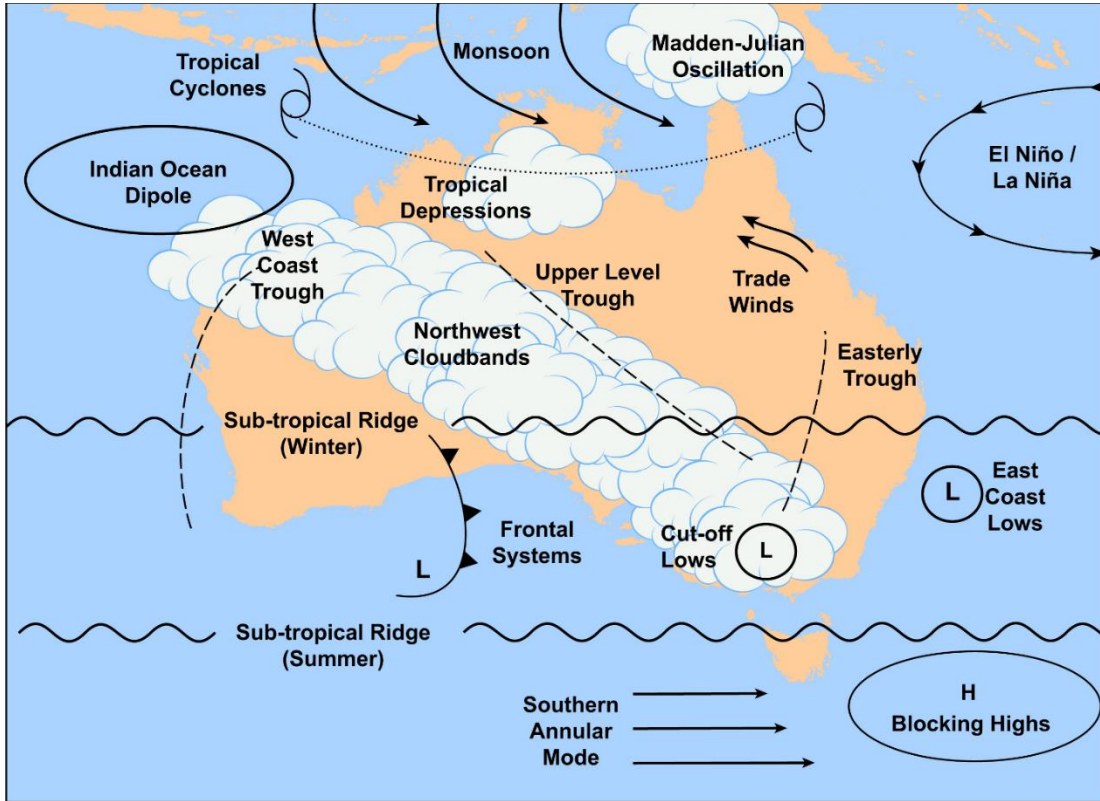 Madden-Julian
Oscillation
Monsoon
Tropical
Cyclones
Indian Ocean
Dipole
El Niño /
La Niña
Tropical
Depressions
West
Coast
Trough
Upper Level
Trough
Trade
Winds
Northwest
Cloudbands
Easterly
Trough
Sub-tropical Ridge
(Winter)
L
East
Coast
Lows
Frontal
Systems
L
Cut-off
Lows
L
Sub-tropical Ridge
(Summer)
Southern
Annular
Mode
H
Blocking Highs